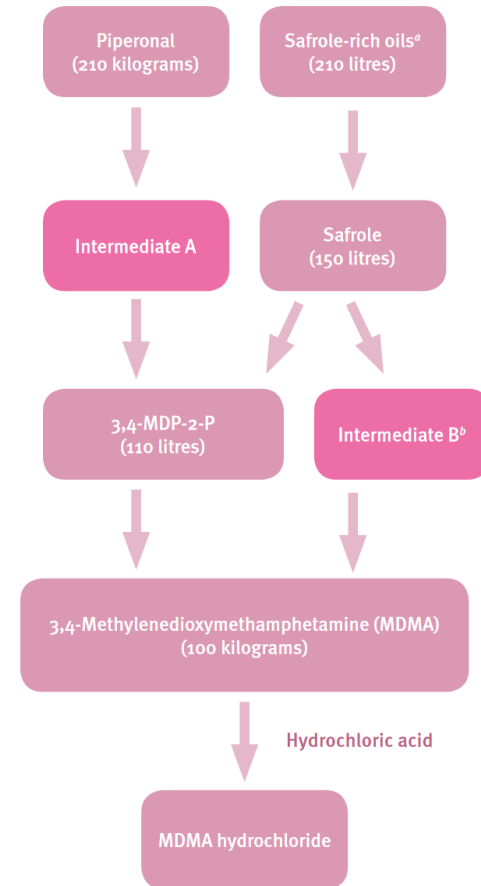 Piperonal
(210 kilograms)
Safrole-rich oilsᵃ
(210 litres)
Intermediate A
Safrole
(150 litres)
3,4-MDP-2-P
(110 litres)
Intermediate Bᵇ
3,4-Methylenedioxymethamphetamine (MDMA)
(100 kilograms)
Hydrochloric acid
MDMA hydrochloride